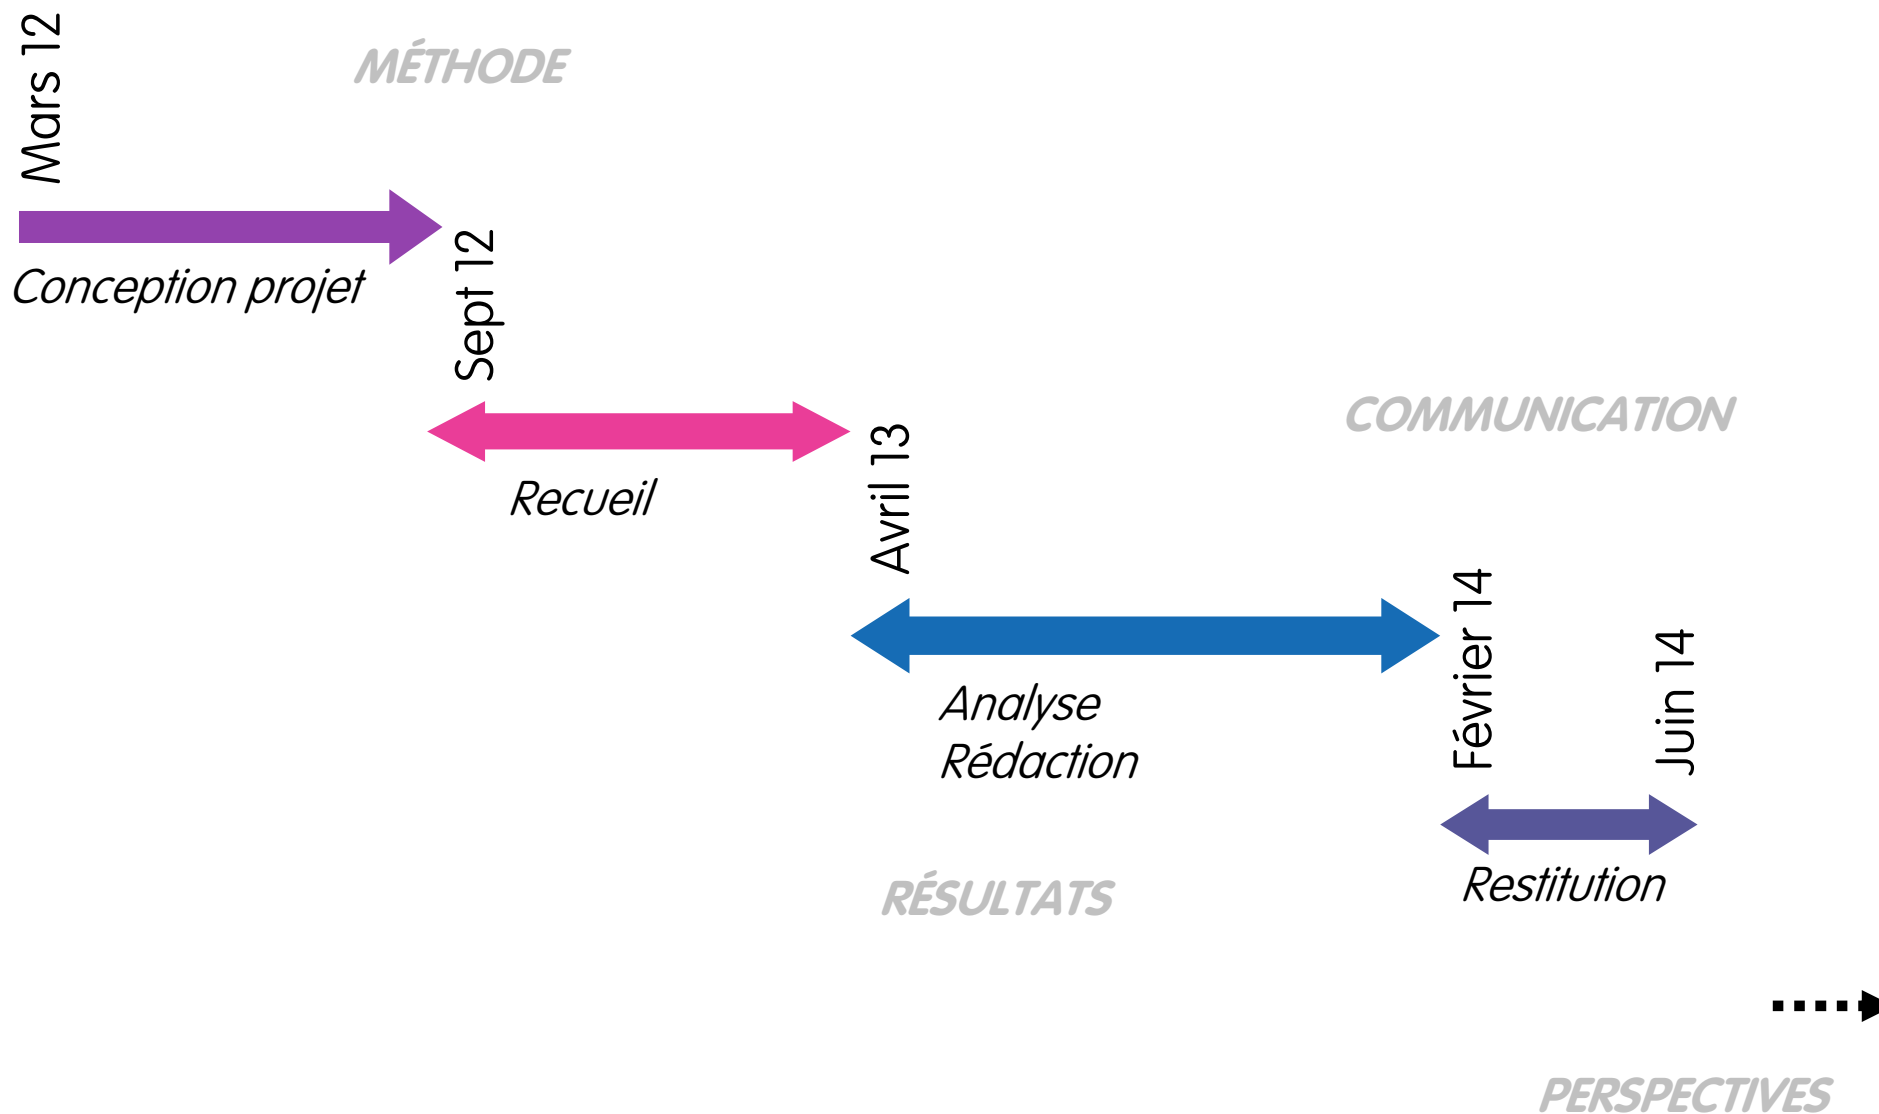 Mars 12
MÉTHODE
Conception projet
Sept 12
Recueil
COMMUNICATION
Avril 13
Analyse
Rédaction
Février 14
Juin 14
Restitution
RÉSULTATS
PERSPECTIVES